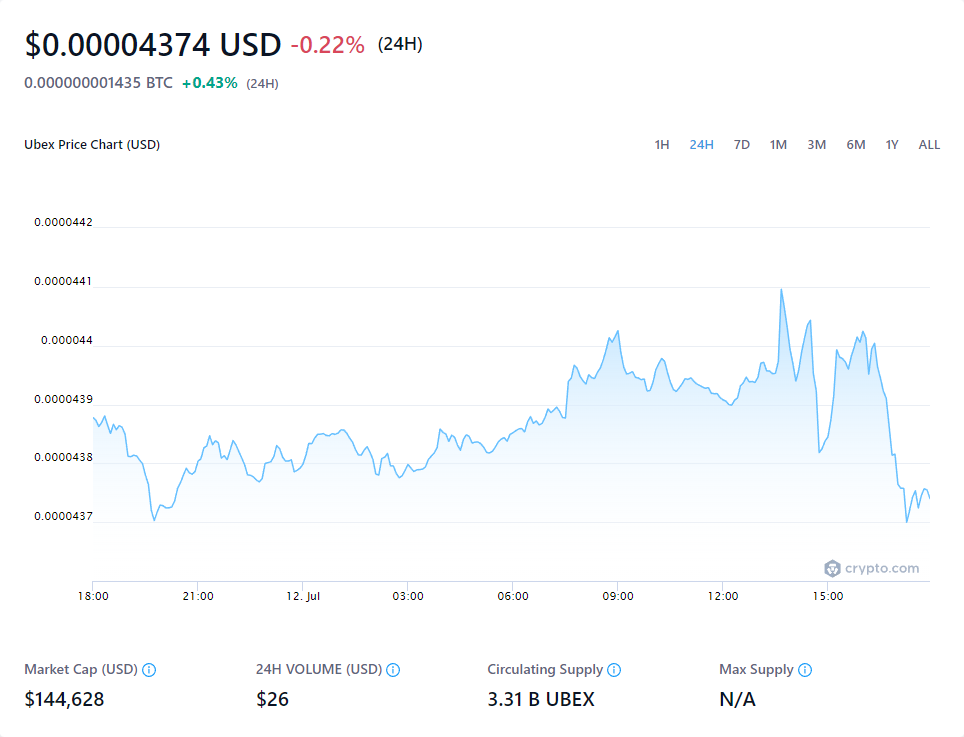 $0.00004374 USD -0.22% (24H)
0.000000001435 BTC +0.43% (24H)
Ubex Price Chart (USD) 1H 24H 7D 1M 3M 6M 1Y ALL
0.0000442
0.0000441
0.000044
0.0000439
0.0000438
0.0000437
crypto.com
18:00 21:00 12. Jul 03:00 06:00 09:00 12:00 15:00
Market Cap (USD) 24H VOLUME (USD) Circulating Supply Max Supply
$144,628 $26 3.31 B UBEX N/A